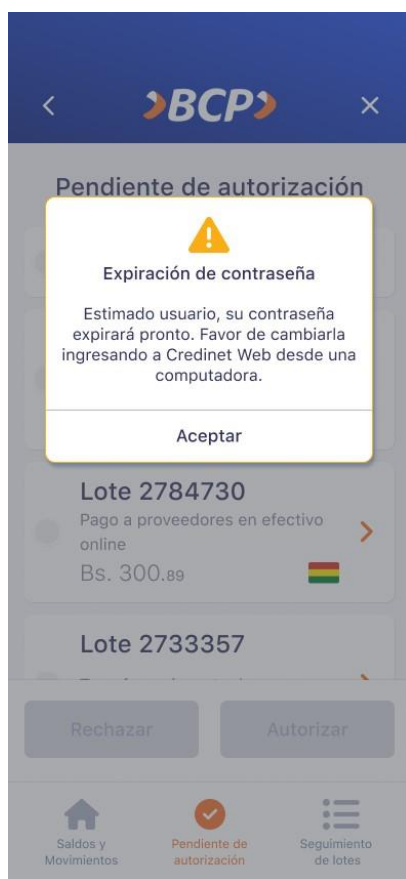 BCP
Pendiente de autorización
Expiración de contraseña
Estimado usuario, su contraseña
expirará pronto. Favor de cambiarla
ingresando a Credinet Web desde una
computadora.
Aceptar
Lote 2784730
Pago a proveedores en efectivo
online
Bs. 300.89
Lote 2733357
Rechazar
Autorizar
Saldos y
Movimientos
Pendiente de
autorización
Seguimiento
de lotes